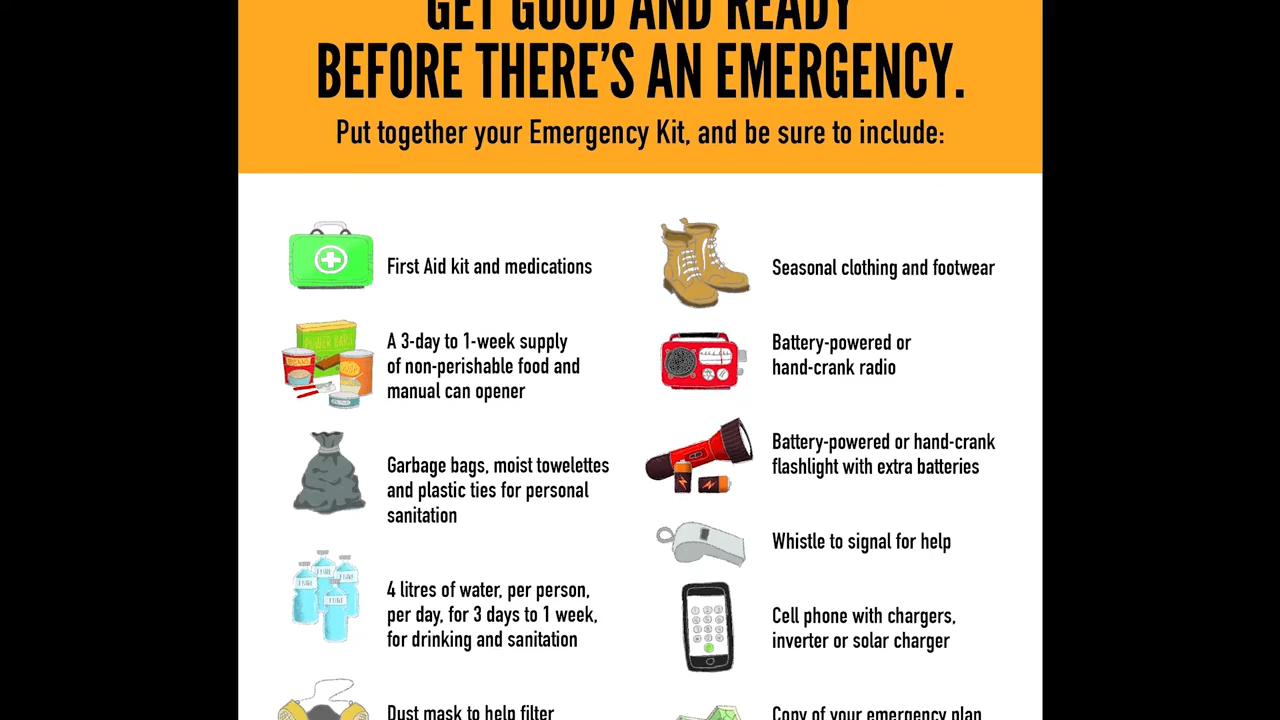 GET GOOD AND READY
BEFORE THERE'S AN EMERGENCY.
Put together your Emergency Kit, and be sure to include:
First Aid kit and medications
A 3-day to 1-week supply
of non-perishable food and
manual can opener
Garbage bags, moist towelettes
and plastic ties for personal
sanitation
4 litres of water, per person,
per day, for 3 days to 1 week,
for drinking and sanitation
Dust mask to help filter
Seasonal clothing and footwear
Battery-powered or
hand-crank radio
Battery-powered or hand-crank
flashlight with extra batteries
Whistle to signal for help
Cell phone with chargers,
inverter or solar charger
Copy of your emergency plan